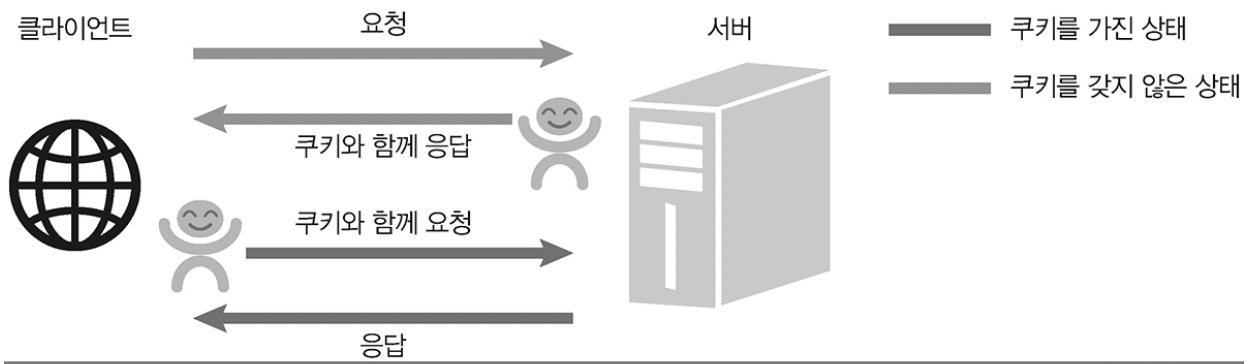 클라이언트
요청
서버
쿠키를 가진 상태
쿠키를 갖지 않은 상태
쿠키와 함께 응답
쿠키와 함께 요청
응답